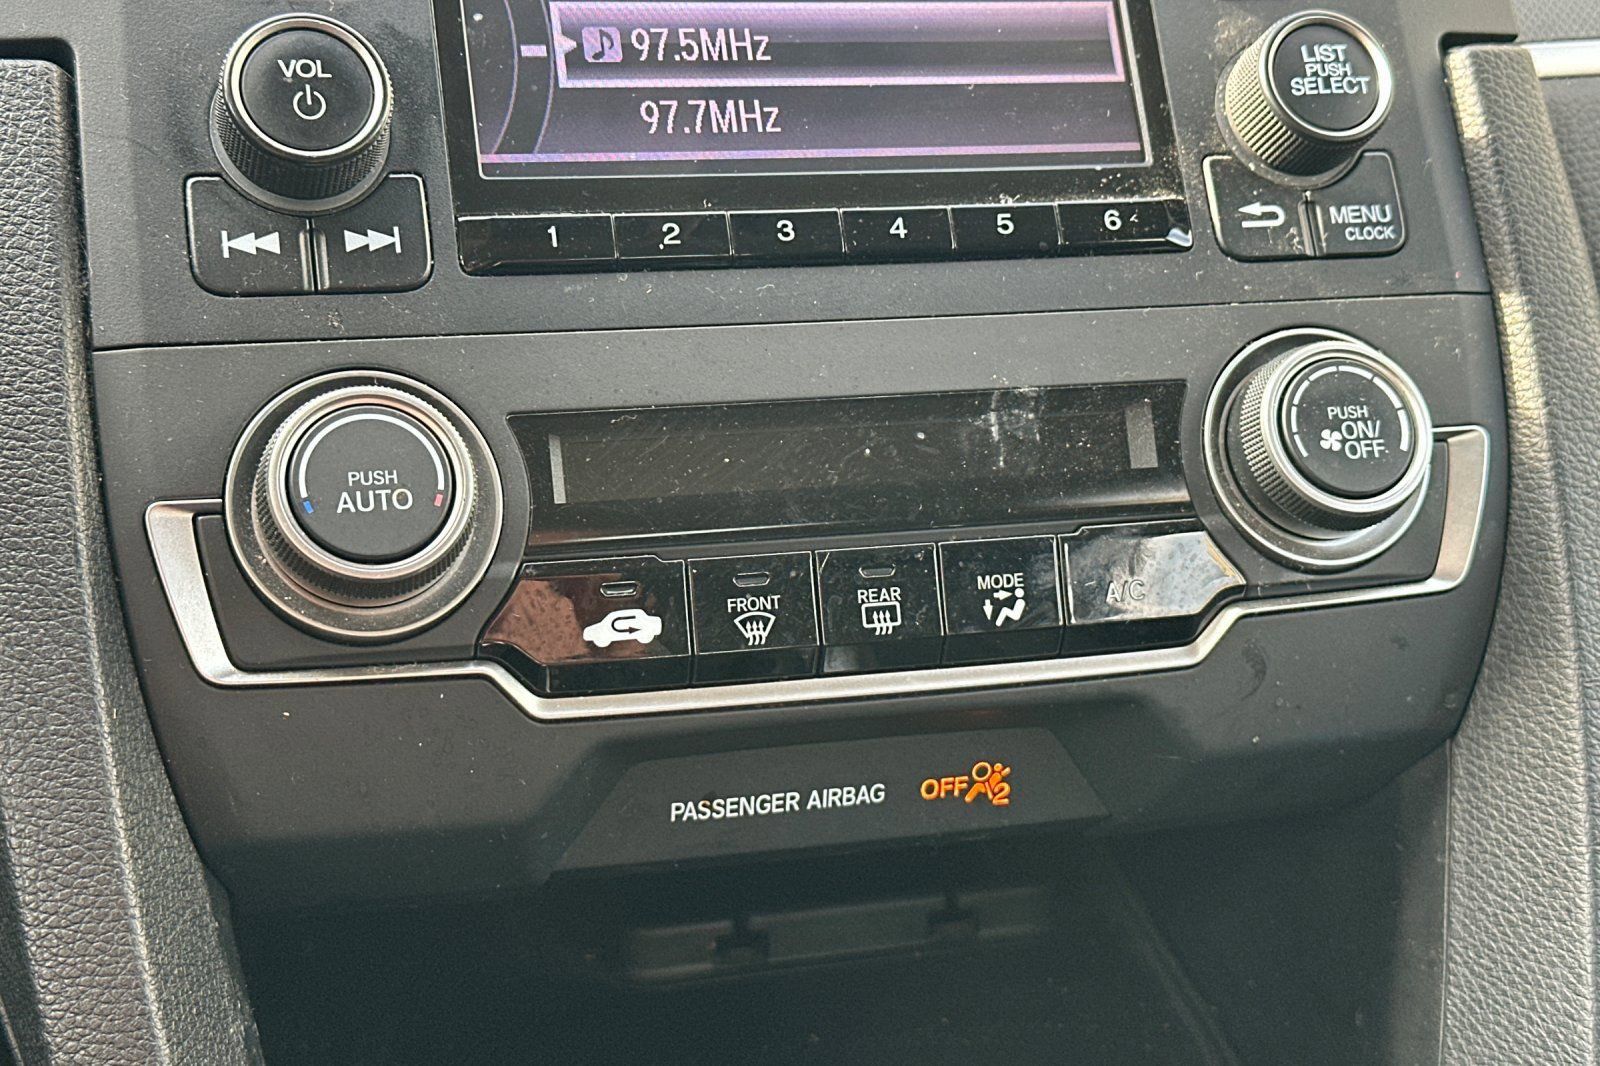 VOL
97.5MHz
97.7MHz
LIST
PUSH
SELECT
1 2 3 4 5 6
MENU
CLOCK
PUSH
AUTO
PUSH
ON/
OFF
FRONT
REAR
MODE
A/C
PASSENGER AIRBAG OFF 2